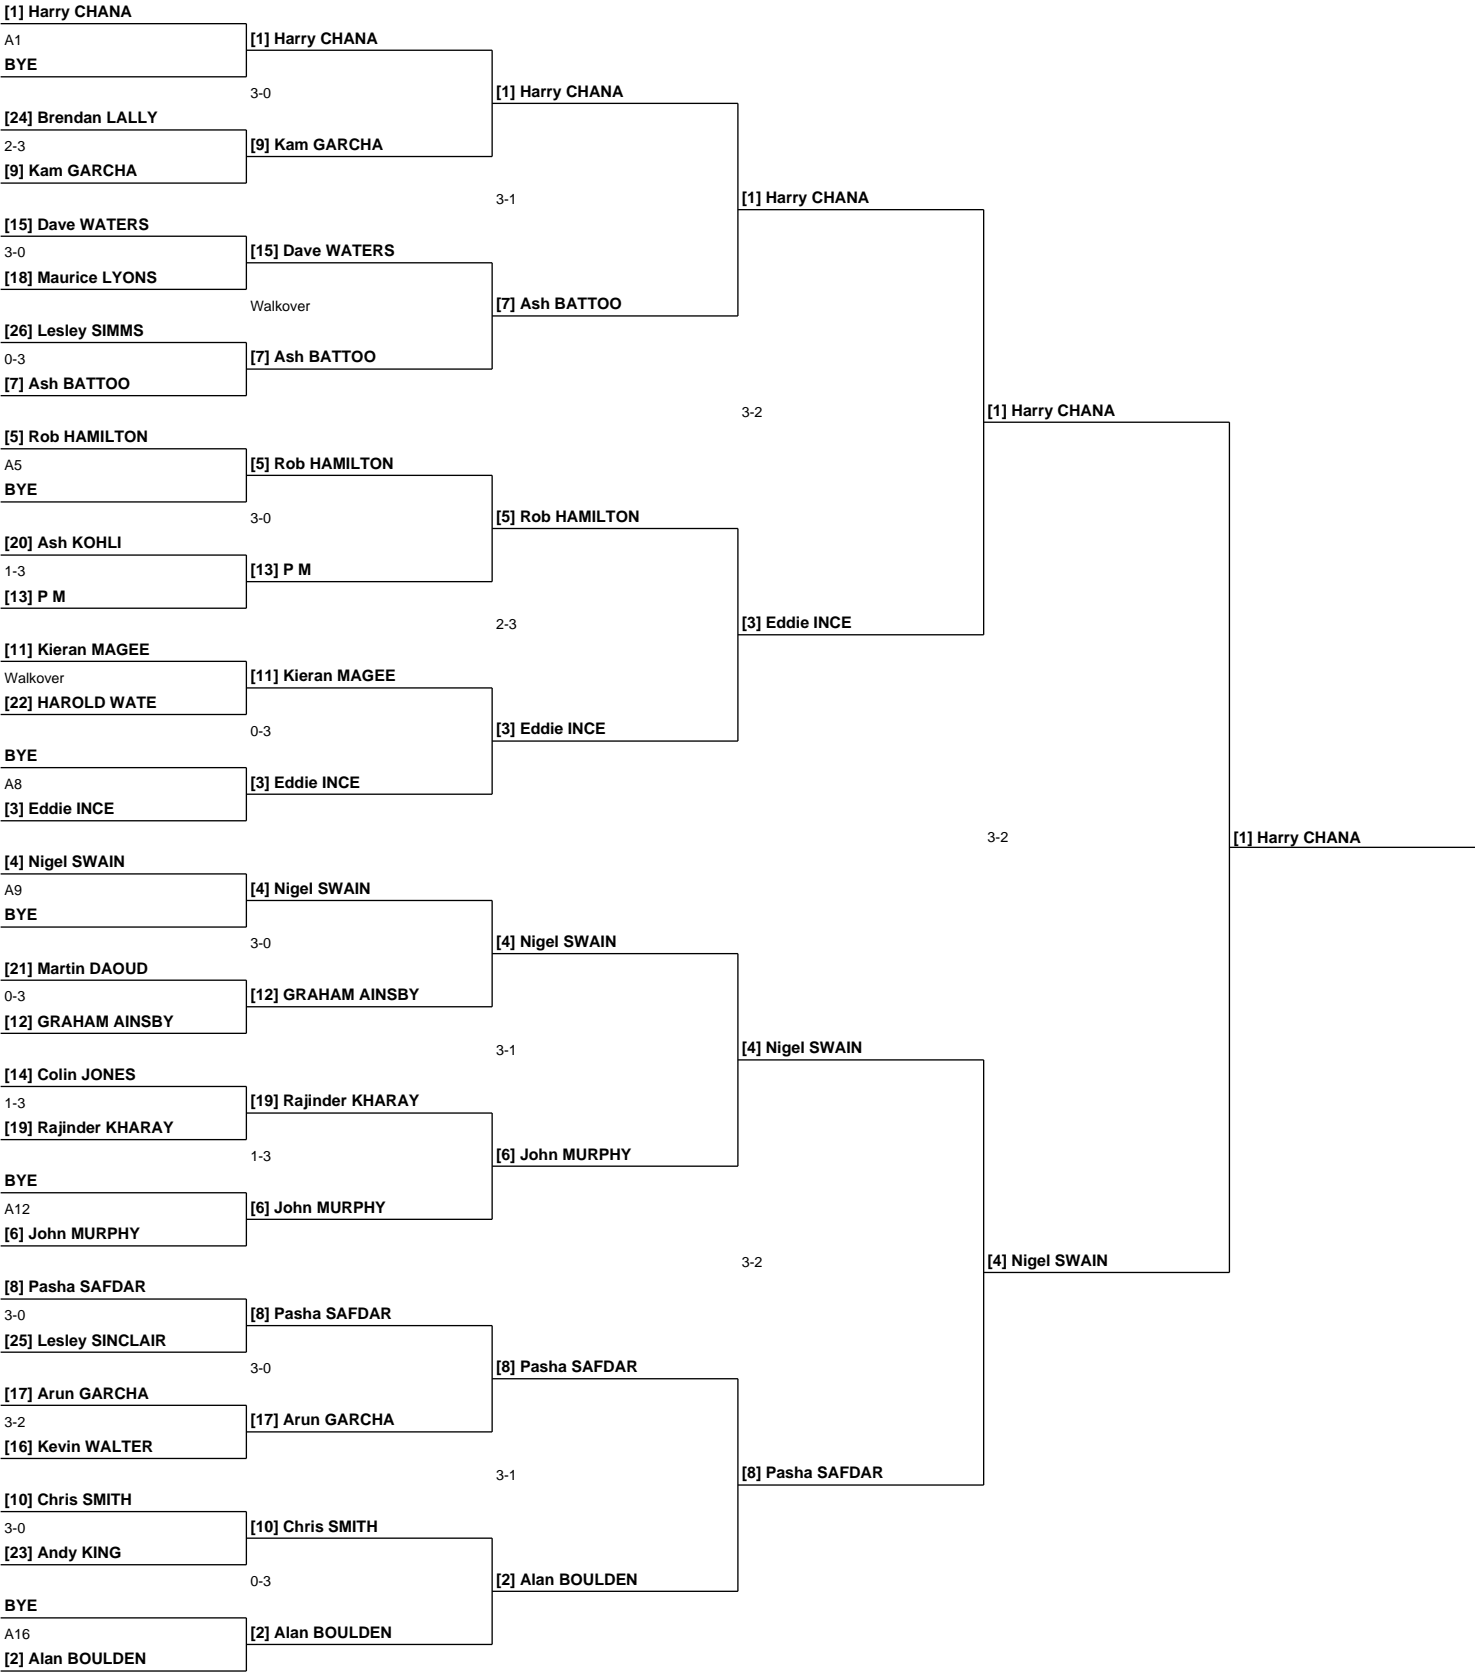 [1] Harry CHANA
A1
BYE
[1] Harry CHANA
3-0
[1] Harry CHANA
[24] Brendan LALLY
2-3
[9] Kam GARCHA
[9] Kam GARCHA
3-1
[1] Harry CHANA
[15] Dave WATERS
3-0
[18] Maurice LYONS
[15] Dave WATERS
Walkover
[7] Ash BATTOO
[26] Lesley SIMMS
0-3
[7] Ash BATTOO
[7] Ash BATTOO
3-2
[1] Harry CHANA
[5] Rob HAMILTON
A5
BYE
[5] Rob HAMILTON
3-0
[5] Rob HAMILTON
[20] Ash KOHLI
1-3
[13] P M
[13] P M
2-3
[3] Eddie INCE
[11] Kieran MAGEE
Walkover
[22] HAROLD WATE
[11] Kieran MAGEE
0-3
[3] Eddie INCE
BYE
A8
[3] Eddie INCE
[3] Eddie INCE
3-2
[1] Harry CHANA
[4] Nigel SWAIN
A9
BYE
[4] Nigel SWAIN
3-0
[4] Nigel SWAIN
[21] Martin DAOUD
0-3
[12] GRAHAM AINSBY
[12] GRAHAM AINSBY
3-1
[4] Nigel SWAIN
[14] Colin JONES
1-3
[19] Rajinder KHARAY
[19] Rajinder KHARAY
1-3
[6] John MURPHY
BYE
A12
[6] John MURPHY
[6] John MURPHY
3-2
[4] Nigel SWAIN
[8] Pasha SAFDAR
3-0
[25] Lesley SINCLAIR
[8] Pasha SAFDAR
3-0
[8] Pasha SAFDAR
[17] Arun GARCHA
3-2
[16] Kevin WALTER
[17] Arun GARCHA
3-1
[8] Pasha SAFDAR
[10] Chris SMITH
3-0
[23] Andy KING
[10] Chris SMITH
0-3
[2] Alan BOULDEN
BYE
A16
[2] Alan BOULDEN
[2] Alan BOULDEN